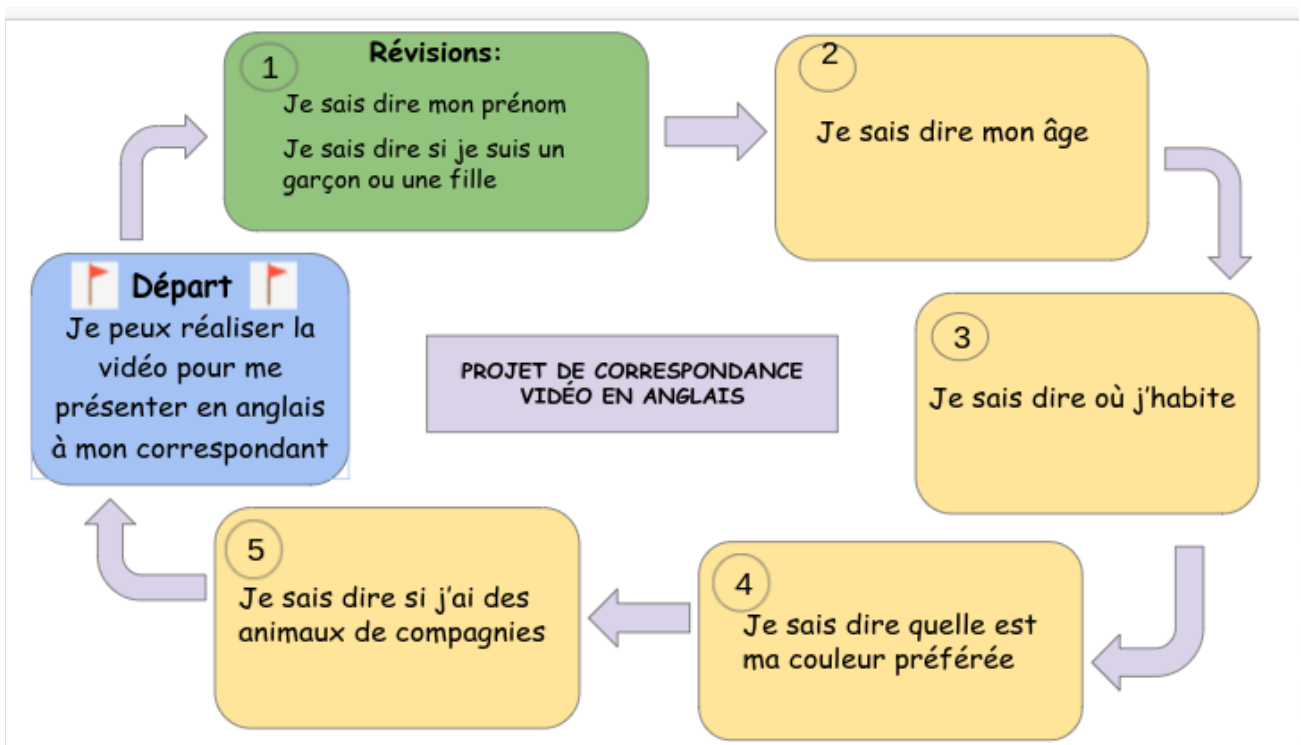 1
Révisions:
Je sais dire mon prénom
Je sais dire si je suis un
garçon ou une fille
2
Je sais dire mon âge
3
Je sais dire où j'habite
4
Je sais dire quelle est
ma couleur préférée
5
Je sais dire si j'ai des
animaux de compagnies
Départ
Je peux réaliser la
vidéo pour me
présenter en anglais
à mon correspondant
PROJET DE CORRESPONDANCE
VIDÉO EN ANGLAIS